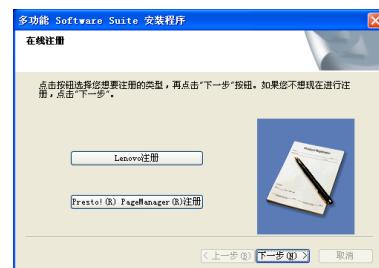 多功能 Software Suite 安装程序
在线注册
点击按钮选择您想要注册的类型，再点击“下一步”按钮。如果您不想现在进行注
册，点击“下一步”。
Lenovo注册
Presto! (R) PageManager (R)注册
< 上一步(B) 下一步(N) > 取消